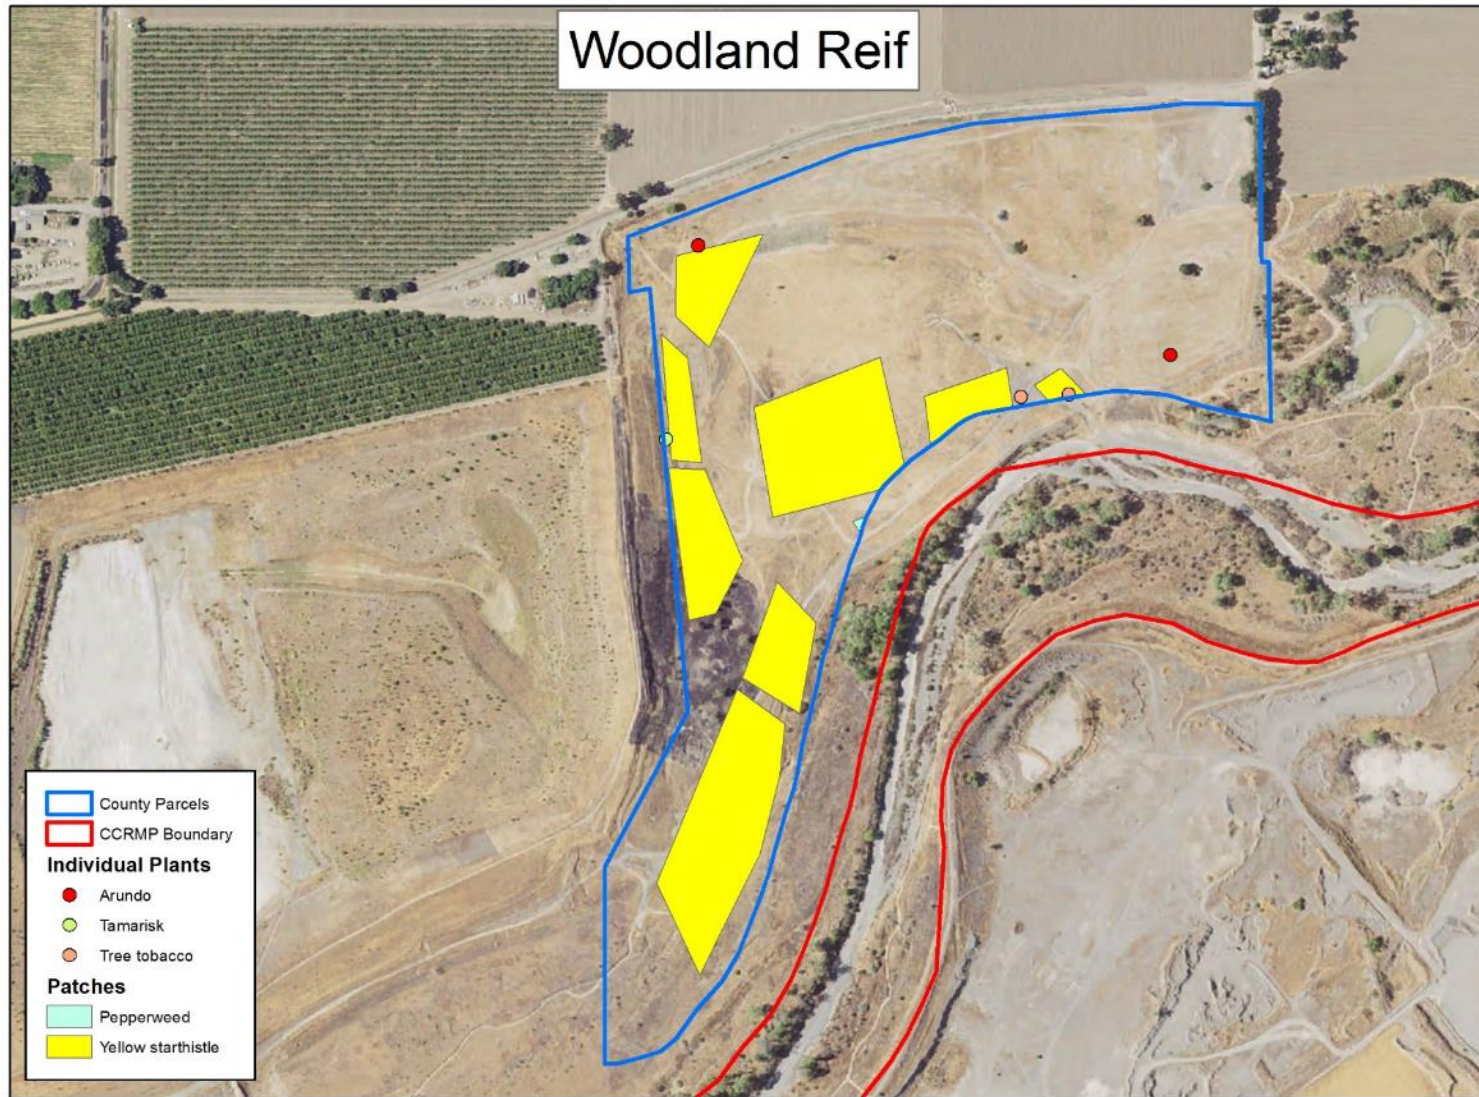 Woodland Reif
County Parcels
CCRMP Boundary
Individual Plants
Arundo
Tamarisk
Tree tobacco
Patches
Pepperweed
Yellow starthistle